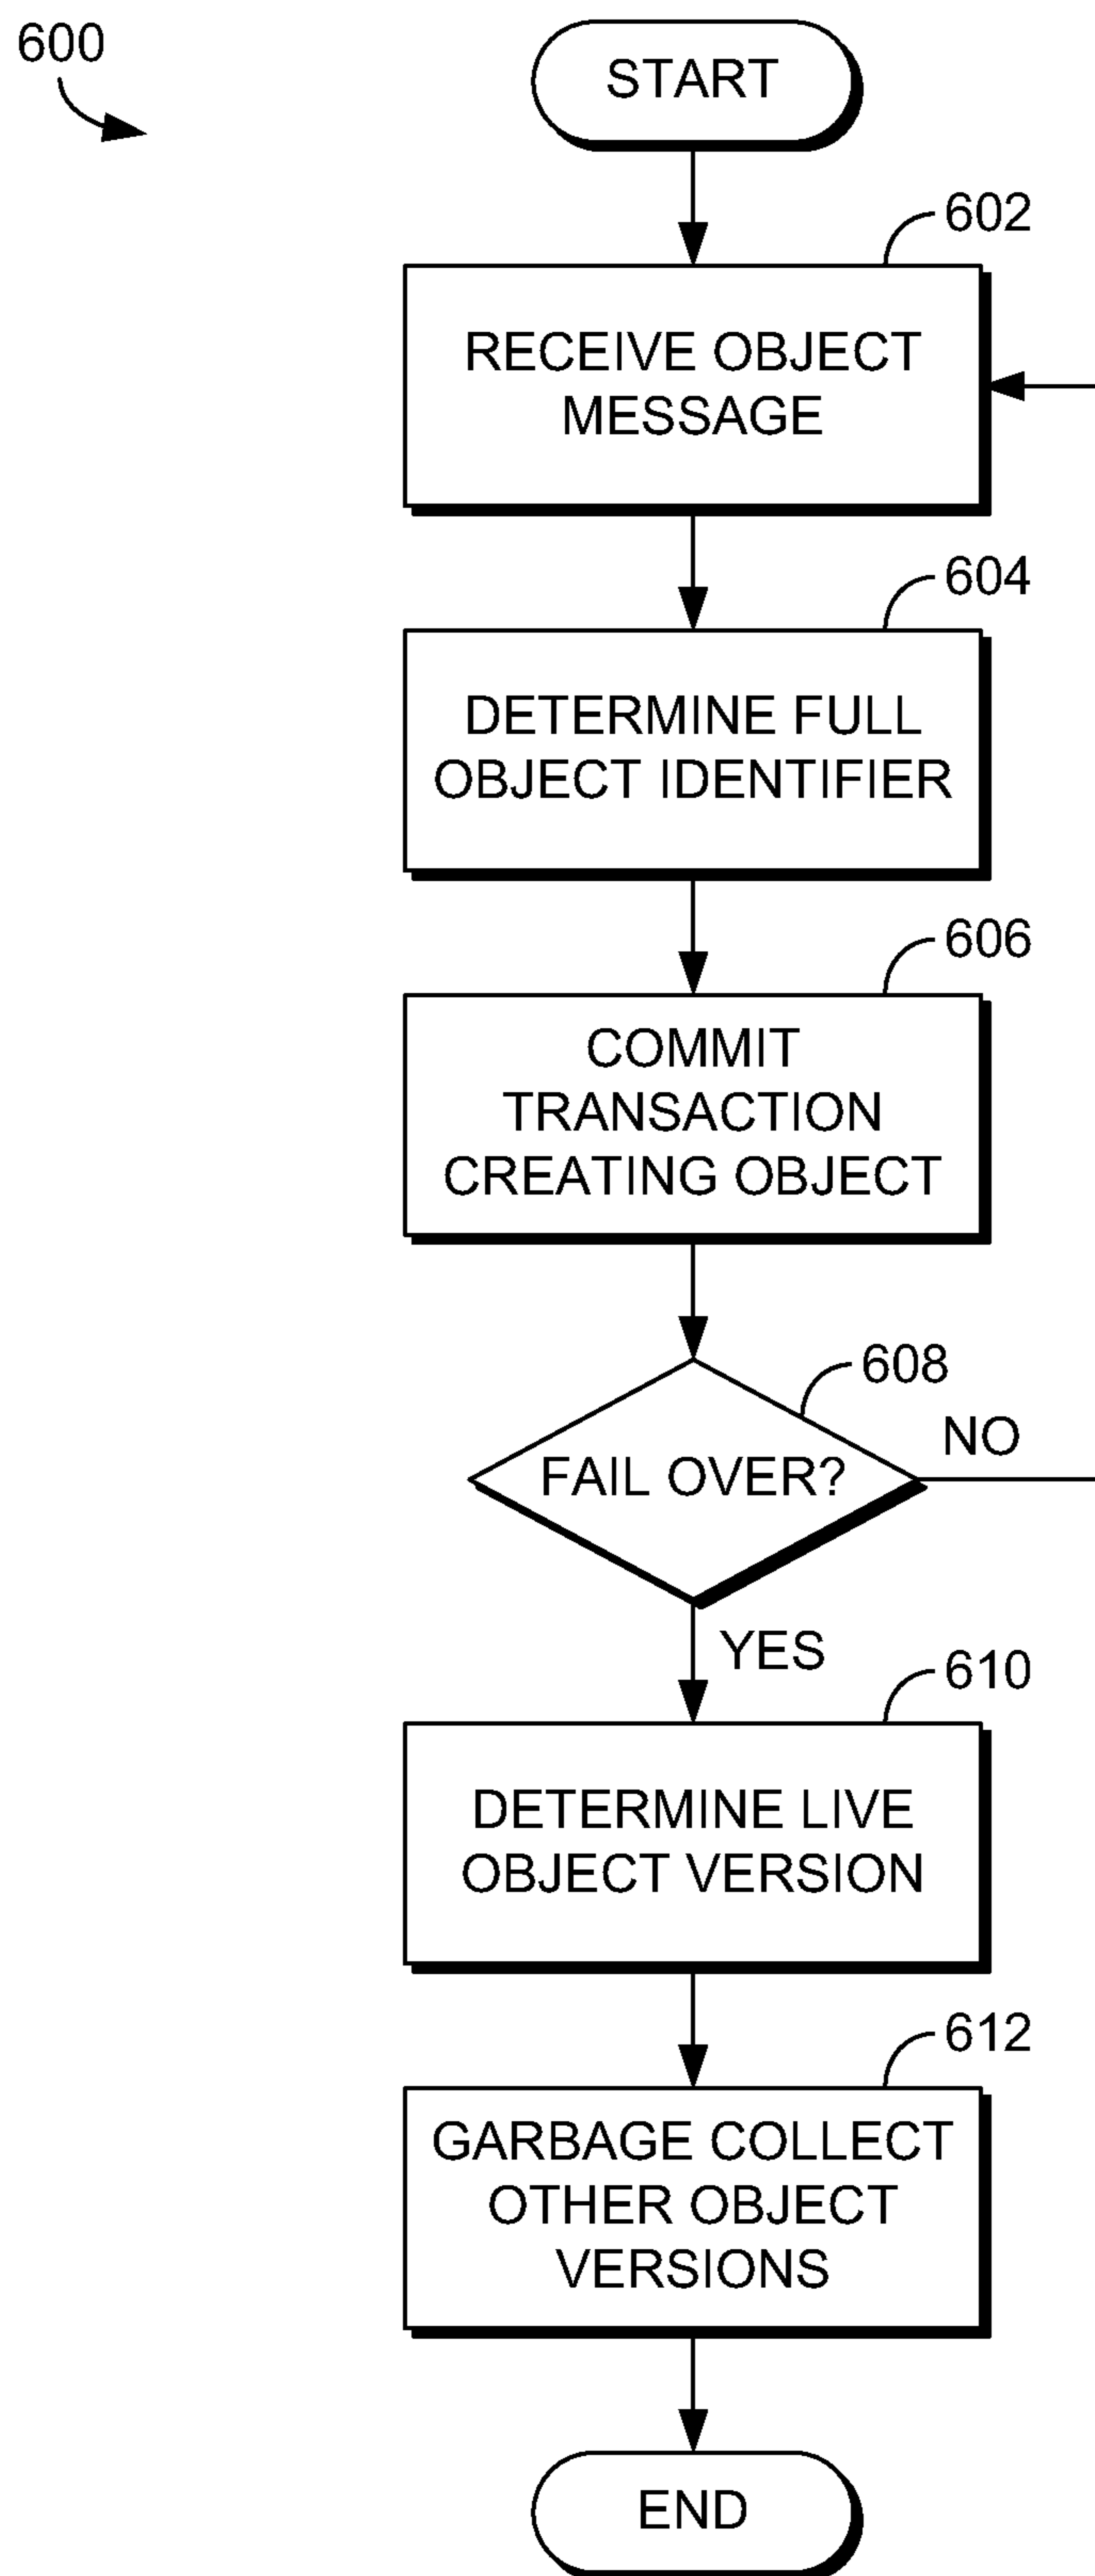 600
START
602
RECEIVE OBJECT
MESSAGE
604
DETERMINE FULL
OBJECT IDENTIFIER
606
COMMIT
TRANSACTION
CREATING OBJECT
608
FAIL OVER?
NO
YES
610
DETERMINE LIVE
OBJECT VERSION
612
GARBAGE COLLECT
OTHER OBJECT
VERSIONS
END